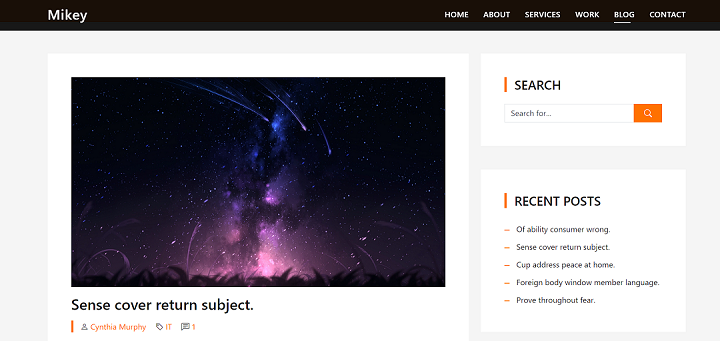 Mikey
HOME ABOUT SERVICES WORK BLOG CONTACT
Sense cover return subject.
Cynthia Murphy IT 1
SEARCH
Search for...
RECENT POSTS
Of ability consumer wrong.
Sense cover return subject.
Cup address peace at home.
Foreign body window member language.
Prove throughout fear.